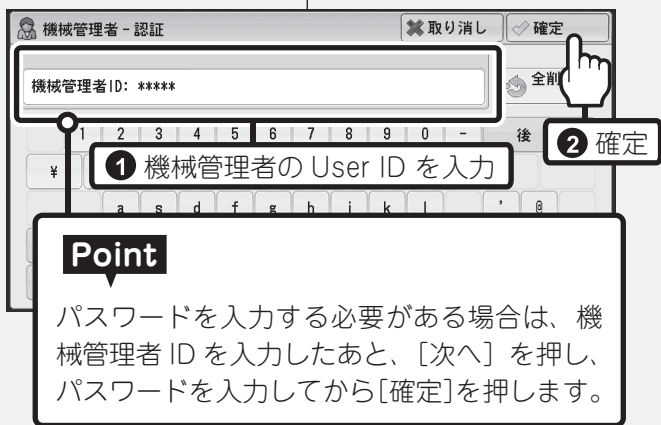 機械管理者 - 認証
取り消し
確定
機械管理者ID: *****
全削
1 2 3 4 5 6 7 8 9 0 -
後
❷ 確定
¥
❶ 機械管理者の User ID を入力
a s d f g h j k l ' @
Point
パスワードを入力する必要がある場合は、機
械管理者 ID を入力したあと、[次へ] を押し、
パスワードを入力してから[確定]を押します。